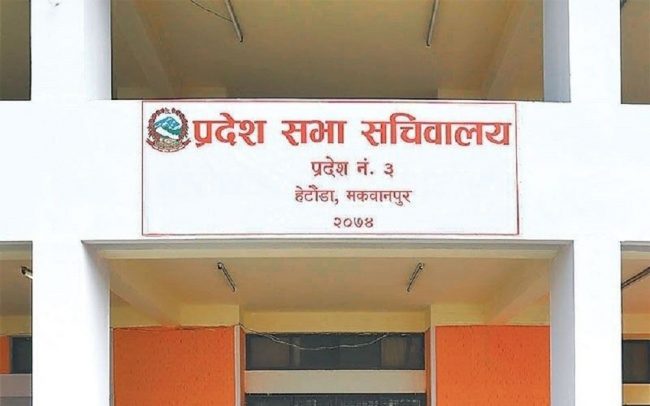 प्रदेश सभा सचिवालय
प्रदेश नं. ३
हेटौंडा, मकवानपुर
२०७४